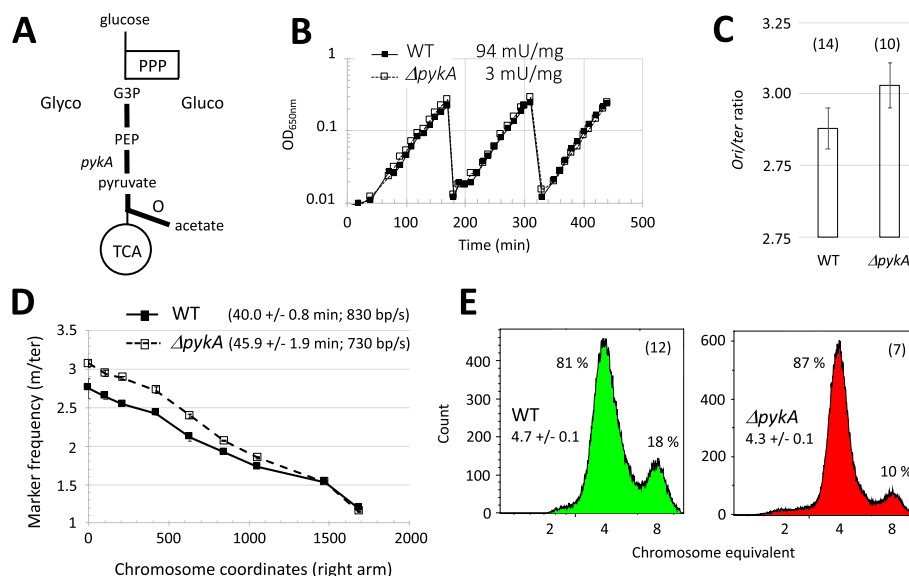 A
glucose
PPP
G3P
Glyco
Gluco
PEP
pykA
pyruvate
O
acetate
TCA
B
WT 94 mU/mg
ΔpykA 3 mU/mg
1
0.1
0.01
OD650nm
0 100 200 300 400 500
Time (min)
C
3.25
3.00
2.75
2.75
(14)
(10)
Ori/ter ratio
WT ΔpykA
D
WT (40.0 +/- 0.8 min; 830 bp/s)
ΔpykA (45.9 +/- 1.9 min; 730 bp/s)
3.5
3
2.5
2
1.5
1
Marker frequency (m/ter)
0 500 1000 1500 2000
Chromosome coordinates (right arm)
E
400
300
200
100
0
Count
81 %
(12)
WT
4.7 +/- 0.1
18 %
2 4 8
600
400
200
0
87 %
(7)
ΔpykA
4.3 +/- 0.1
10 %
2 4 8
Chromosome equivalent